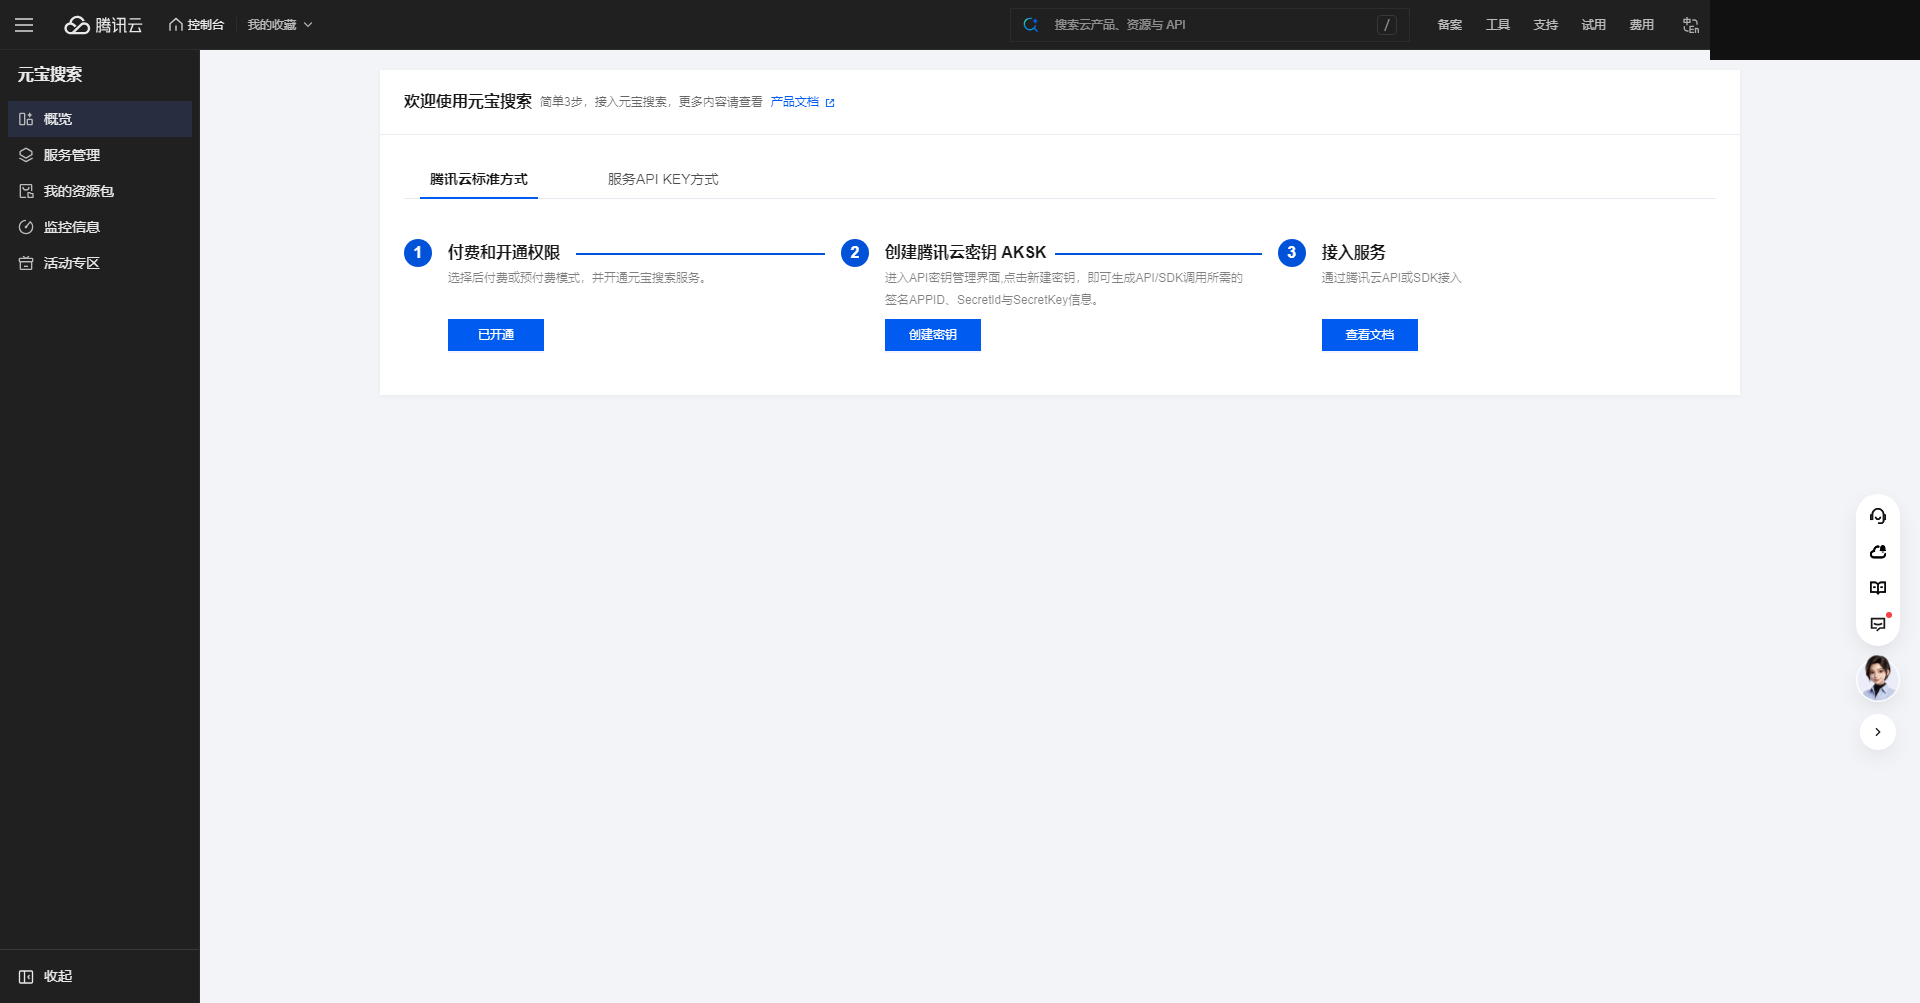 腾讯云
控制台
我的收藏
搜索云产品、资源与 API
/
备案
工具
支持
试用
费用
中
En
元宝搜索
概览
服务管理
我的资源包
监控信息
活动专区
收起
欢迎使用元宝搜索
简单3步，接入元宝搜索，更多内容请查看 产品文档
腾讯云标准方式
服务API KEY方式
1
付费和开通权限
选择后付费或预付费模式，并开通元宝搜索服务。
已开通
2
创建腾讯云密钥 AKSK
进入API密钥管理界面,点击新建密钥，即可生成API/SDK调用所需的
签名APPID、SecretId与SecretKey信息。
创建密钥
3
接入服务
通过腾讯云API或SDK接入
查看文档